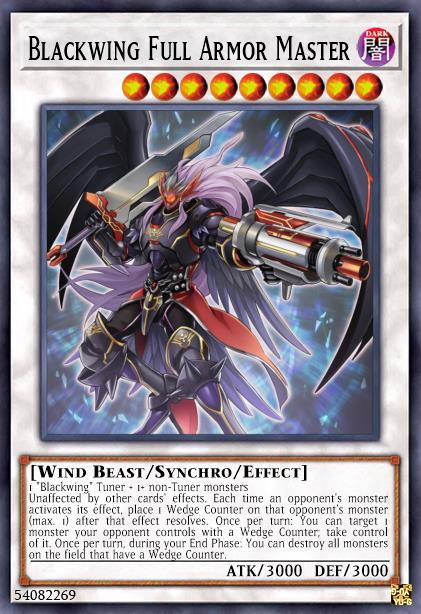 BLACKWING FULL ARMOR MASTER
DARK
闇
[WIND BEAST/SYNCHRO/EFFECT]
1 "Blackwing" Tuner + 1+ non-Tuner monsters
Unaffected by other cards' effects. Each time an opponent's monster
activates its effect, place 1 Wedge Counter on that opponent's monster
(max. 1) after that effect resolves. Once per turn: You can target 1
monster your opponent controls with a Wedge Counter; take control
of it. Once per turn, during your End Phase: You can destroy all monsters
on the field that have a Wedge Counter.
ATK/3000 DEF/3000
54082269